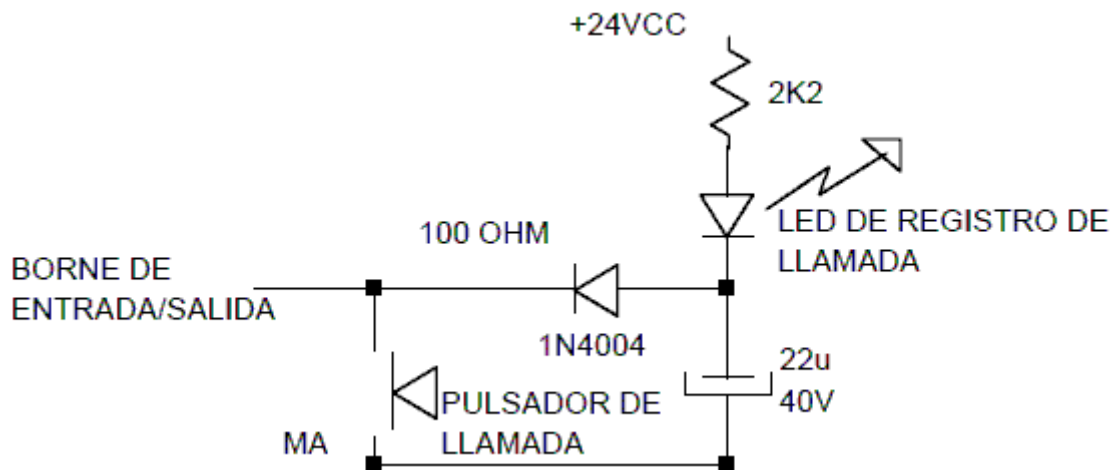 +24VCC
2K2
LED DE REGISTRO DE
LLAMADA
100 OHM
BORNE DE
ENTRADA/SALIDA
1N4004
22u
40V
PULSADOR DE
LLAMADA
MA